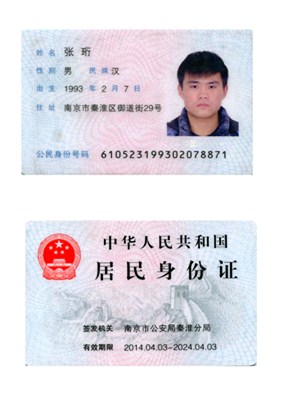 姓名 张珩
性别 男 民族 汉
出生 1993 年 2 月 7 日
住址 南京市秦淮区御道街29号
公民身份号码 610523199302078871
中华人民共和国
居民身份证
签发机关 南京市公安局秦淮分局
有效期限 2014.04.03-2024.04.03